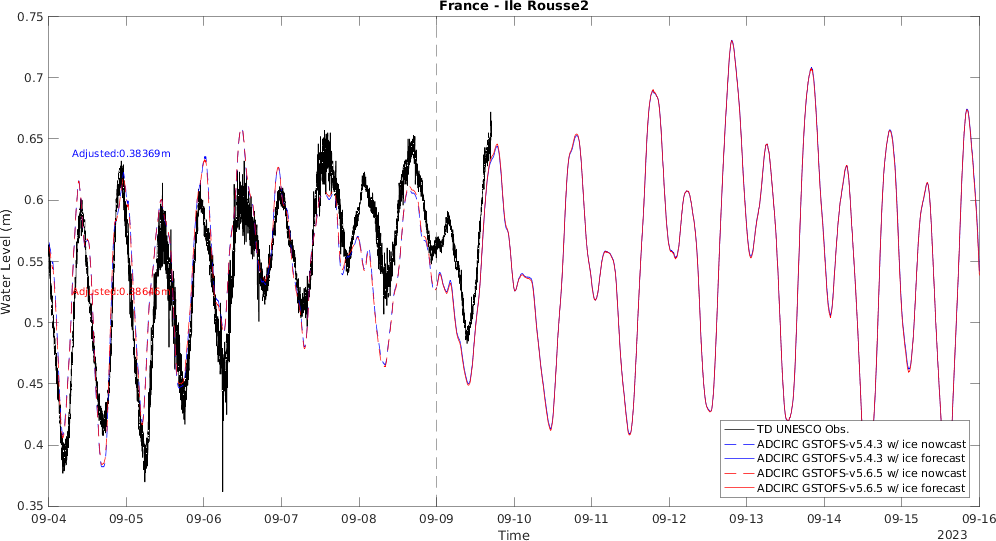 France - Ile Rousse2
0.75
0.7
0.65
0.6
0.55
0.5
0.45
0.4
0.35
Water Level (m)
Adjusted:0.38369m
TD UNESCO Obs.
ADCIRC GSTOFS-v5.4.3 w/ ice nowcast
ADCIRC GSTOFS-v5.4.3 w/ ice forecast
ADCIRC GSTOFS-v5.6.5 w/ ice nowcast
ADCIRC GSTOFS-v5.6.5 w/ ice forecast
09-04 09-05 09-06 09-07 09-08 09-09 09-10 09-11 09-12 09-13 09-14 09-15 09-16
Time
2023